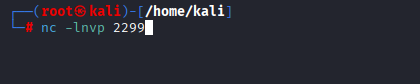 ┌──(root㉿kali)-[/home/kali]
└─# nc -lnvp 2299